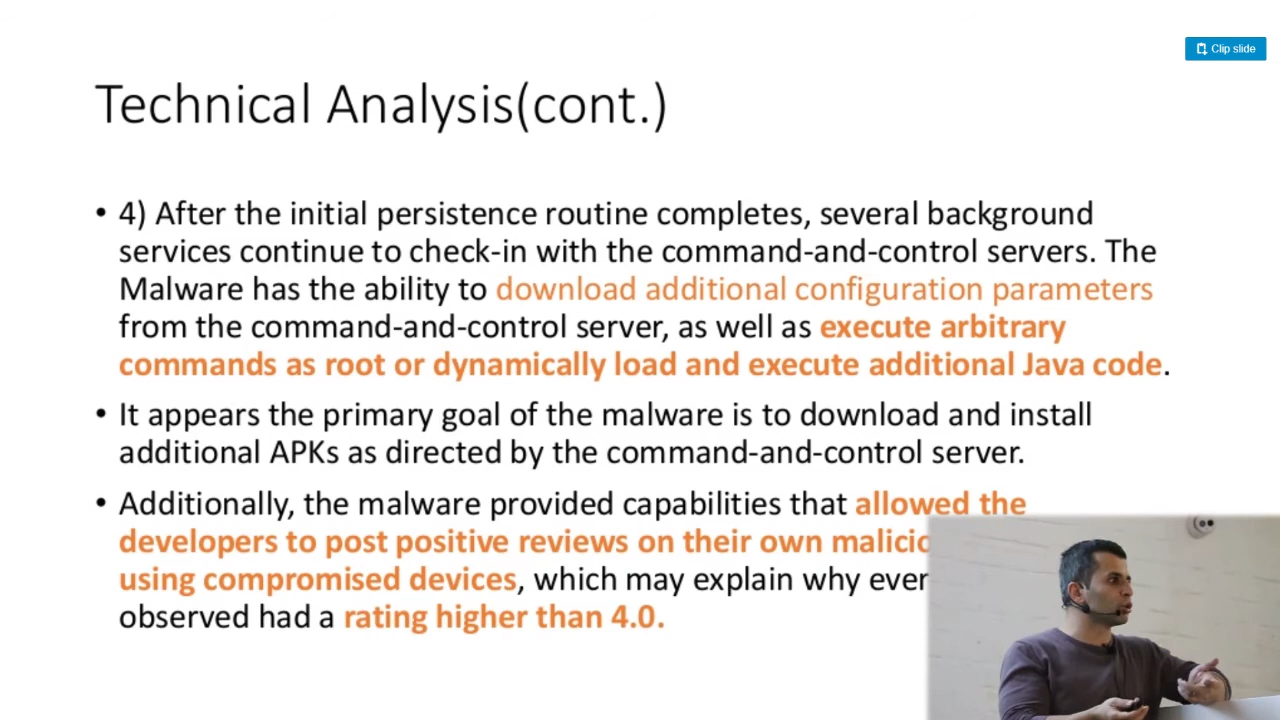 Clip slide
Technical Analysis(cont.)
• 4) After the initial persistence routine completes, several background
services continue to check-in with the command-and-control servers. The
Malware has the ability to download additional configuration parameters
from the command-and-control server, as well as execute arbitrary
commands as root or dynamically load and execute additional Java code.
• It appears the primary goal of the malware is to download and install
additional APKs as directed by the command-and-control server.
• Additionally, the malware provided capabilities that allowed the
developers to post positive reviews on their own
using compromised devices, which may explain why
observed had a rating higher than 4.0.